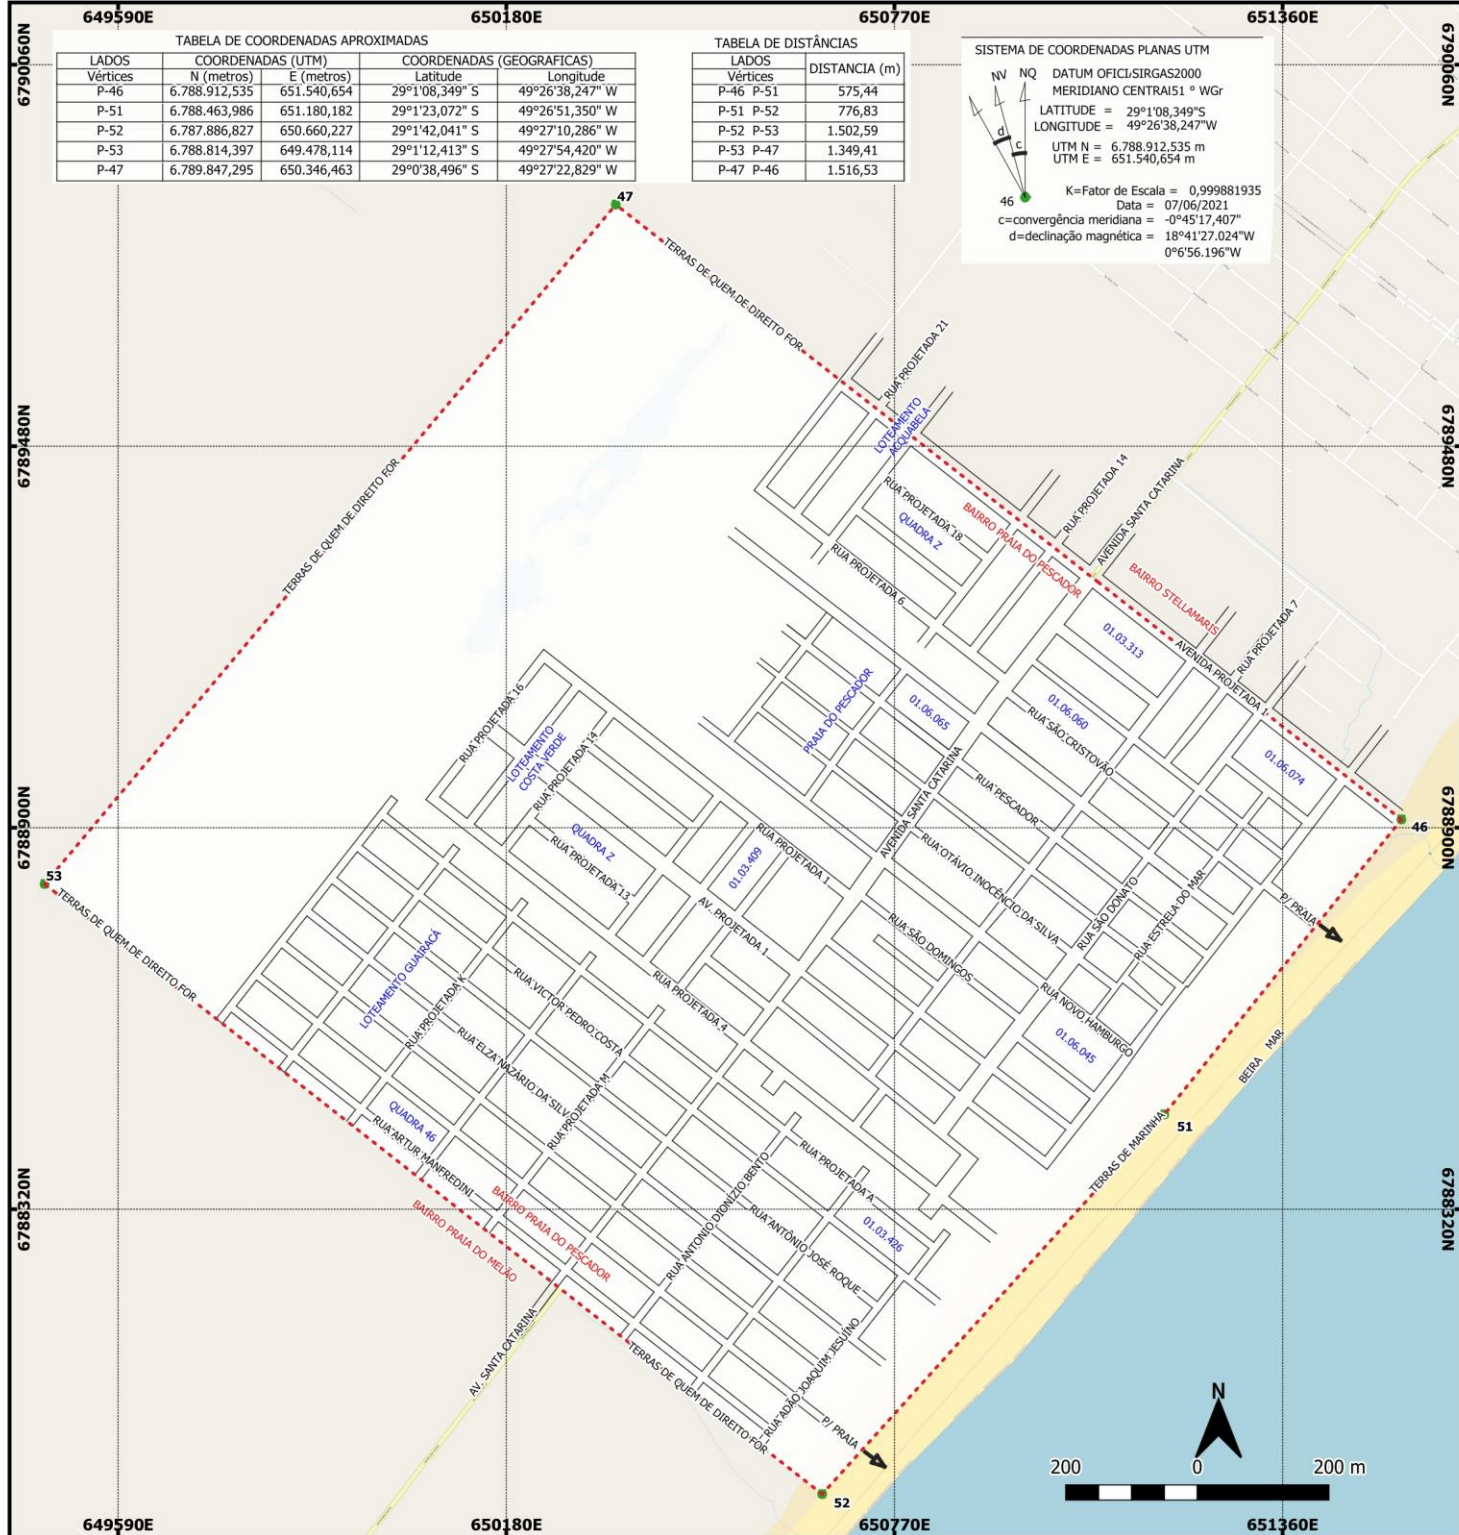 649590E
650180E
650770E
651360E
6790060N
6790060N
TABELA DE COORDENADAS APROXIMADAS
LADOS COORDENADAS (UTM) COORDENADAS (GEOGRAFICAS)
Vértices N (metros) E (metros) Latitude Longitude
P-46 6.788.912,535 651.540,654 29°1'08,349" S 49°26'38,247" W
P-51 6.788.463,986 651.180,182 29°1'23,072" S 49°26'51,350" W
P-52 6.787.886,827 650.660,227 29°1'42,041" S 49°27'10,286" W
P-53 6.788.814,397 649.478,114 29°1'12,413" S 49°27'54,420" W
P-47 6.789.847,295 650.346,463 29°0'38,496" S 49°27'22,829" W
TABELA DE DISTÂNCIAS
LADOS DISTANCIA (m)
Vértices
P-46 P-51 575,44
P-51 P-52 776,83
P-52 P-53 1.502,59
P-53 P-47 1.349,41
P-47 P-46 1.516,53
SISTEMA DE COORDENADAS PLANAS UTM
NV NQ
DATUM OFICI/SIRGAS2000
MERIDIANO CENTRAI51 ° WGr
LATITUDE = 29°1'08,349"S
LONGITUDE = 49°26'38,247"W
d
c
UTM N = 6.788.912,535 m
UTM E = 651.540,654 m
46
K=Fator de Escala = 0,999881935
Data = 07/06/2021
c=convergência meridiana = -0°45'17,407"
d=declinação magnética = 18°41'27.024"W
0°6'56.196"W
47
TERRAS DE QUEM DE DIREITO FOR
RUA PROJETADA 21
LOTEAMENTO
ACQUABELA
6789480N
6789480N
TERRAS DE QUEM DE DIREITO FOR
RUA PROJETADA 18
QUADRA Z
BAIRRO PRAIA DO PESCADOR
RUA PROJETADA 14
AVENIDA SANTA CATARINA
RUA PROJETADA 6
BAIRRO STELLAMARIS
01.03.313
RUA PROJETADA 7
AVENIDA PROJETADA 1
PRAIA DO PESCADOR
01.06.065
01.06.060
RUA SÃO CRISTOVÃO
RUA PROJETADA 16
LOTEAMENTO
COSTA VERDE
RUA PROJETADA 14
01.06.074
RUA PESCADOR
AVENIDA SANTA CATARINA
6788900N
6788900N
46
53
QUADRA Z
RUA PROJETADA 13
RUA PROJETADA 1
01.03.409
RUA OTÁVIO INOCÊNCIO DA SILVA
RUA SÃO DONATO
RUA ESTRELA DO MAR
P/ PRAIA
TERRAS DE QUEM DE DIREITO FOR
AV. PROJETADA 1
RUA SÃO DOMINGOS
LOTEAMENTO GUAIRACÁ
RUA PROJETADA K
RUA VICTOR PEDRO COSTA
RUA PROJETADA 4
RUA NOVO HAMBURGO
01.06.045
BEIRA MAR
RUA ELZA NAZÁRIO DA SILV
RUA PROJETADA M
51
QUADRA 46
RUA ARTUR MANFREDINI
TERRAS DE MARINHA
RUA PROJETADA A
RUA ANTONIO DIONÍZIO BENTO
6788320N
6788320N
BAIRRO PRAIA DO PESCADOR
BAIRRO PRAIA DO MELÃO
RUA ANTÔNIO JOSÉ ROQUE
01.03.426
AV. SANTA CATARINA
TERRAS DE QUEM DE DIREITO FOR
RUA ADÃO JOAQUIM JESUÍNO
P/ PRAIA
52
N
200 0 200 m
649590E
650180E
650770E
651360E